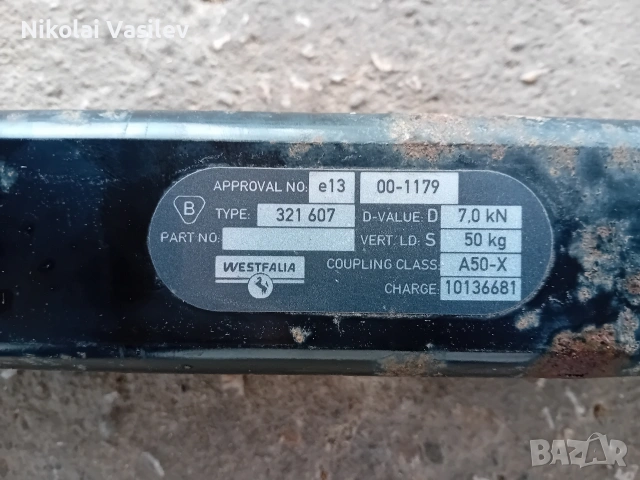 Nikolai Vasilev
APPROVAL NO: e13 00-1179
B TYPE: 321 607 D-VALUE: D 7,0 kN
PART NO: VERT. LD: S 50 kg
WESTFALIA COUPLING CLASS: A50-X
CHARGE: 10136681
BAZAR
bg